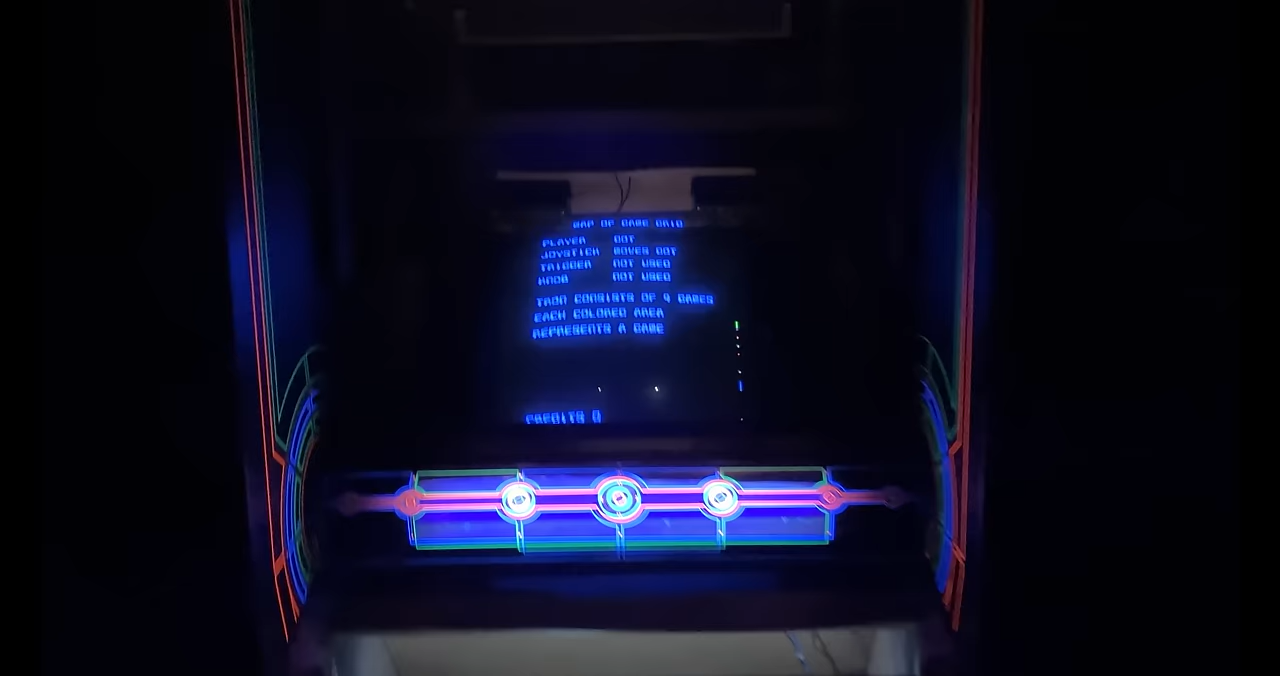 MAP OF GAME GRID
PLAYER DOT
JOYSTICK MOVES DOT
TRIGGER NOT USED
KNOB NOT USED
TRON CONSISTS OF 4 GAMES
EACH COLORED AREA
REPRESENTS A GAME
CREDITS 0